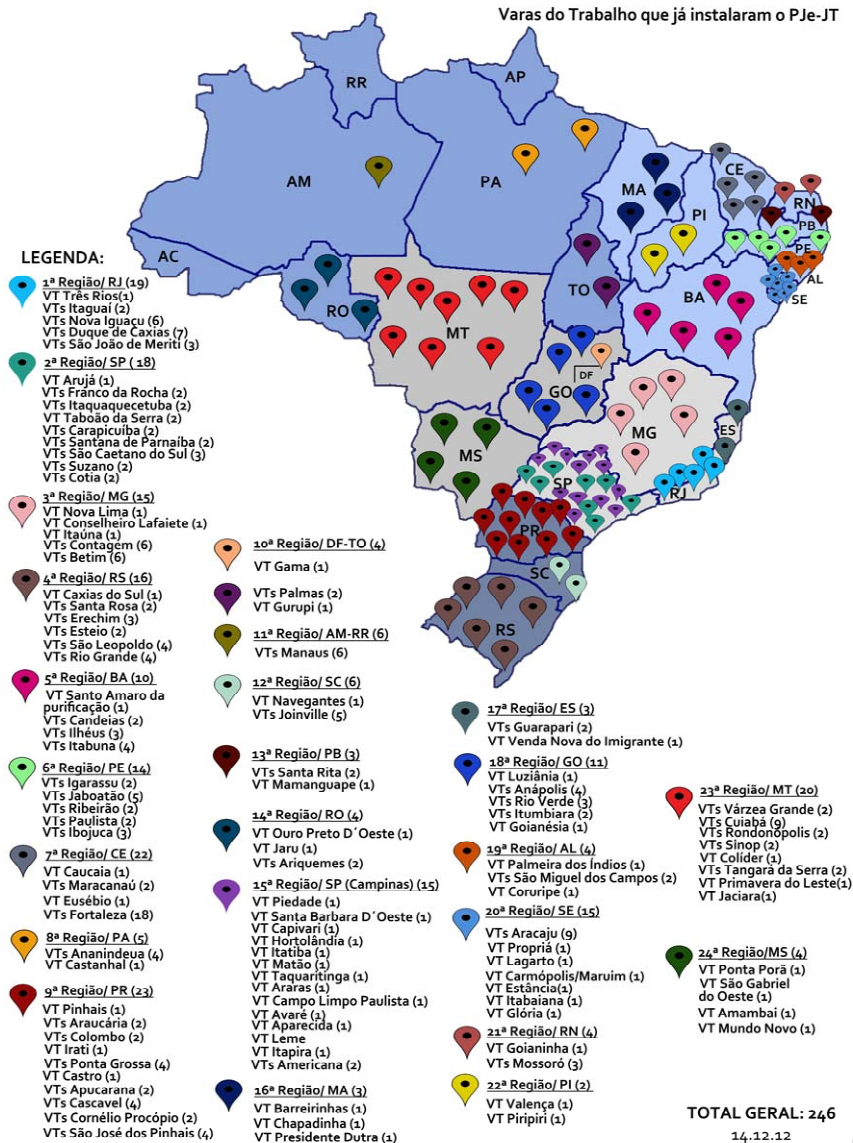 Varas do Trabalho que já instalaram o PJe-JT
RR
AP
AM
PA
MA
CE
RN
PB
PE
AL
SE
PI
AC
RO
TO
MT
BA
DF
GO
MG
ES
MS
SP
RJ
PR
SC
RS
LEGENDA:
1ª Região/ RJ (19)
VT Três Rios(1)
VTs Itaguaí (2)
VTs Nova Iguaçu (6)
VTs Duque de Caxias (7)
VTs São João de Meriti (3)
2ª Região/ SP ( 18)
VT Arujá (1)
VTs Franco da Rocha (2)
VTs Itaquaquecetuba (2)
VT Taboão da Serra (2)
VTs Carapicuíba (2)
VTs Santana de Parnaíba (2)
VTs São Caetano do Sul (3)
VTs Suzano (2)
VTs Cotia (2)
3ª Região/ MG (15)
VT Nova Lima (1)
VT Conselheiro Lafaiete (1)
VT Itaúna (1)
VTs Contagem (6)
VTs Betim (6)
4ª Região/ RS (16)
VT Caxias do Sul (1)
VTs Santa Rosa (2)
VTs Erechim (3)
VTs Esteio (2)
VTs São Leopoldo (4)
VTs Rio Grande (4)
5ª Região/ BA (10)
VT Santo Amaro da
purificação (1)
VTs Candeias (2)
VTs Ilhéus (3)
VTs Itabuna (4)
6ª Região/ PE (14)
VTs Igarassu (2)
VTs Jaboatão (5)
VTs Ribeirão (2)
VTs Paulista (2)
VTs Ibojuca (3)
7ª Região/ CE (22)
VT Caucaia (1)
VTs Maracanaú (2)
VT Eusébio (1)
VTs Fortaleza (18)
8ª Região/ PA (5)
VTs Ananindeua (4)
VT Castanhal (1)
9ª Região/ PR (23)
VT Pinhais (1)
VTs Araucária (2)
VTs Colombo (2)
VT Irati (1)
VTs Ponta Grossa (4)
VT Castro (1)
VTs Apucarana (2)
VTs Cascavel (4)
VTs Cornélio Procópio (2)
VTs São José dos Pinhais (4)
10ª Região/ DF-TO (4)
VT Gama (1)
VTs Palmas (2)
VTs Gurupi (1)
11ª Região/ AM-RR (6)
VTs Manaus (6)
12ª Região/ SC (6)
VT Navegantes (1)
VTs Joinville (5)
13ª Região/ PB (3)
VTs Santa Rita (2)
VT Mamanguape (1)
14ª Região/ RO (4)
VT Ouro Preto D´Oeste (1)
VT Jaru (1)
VTs Ariquemes (2)
15ª Região/ SP (Campinas) (15)
VT Piedade (1)
VT Santa Barbara D´Oeste (1)
VT Capivari (1)
VT Hortolândia (1)
VT Itatiba (1)
VT Matão (1)
VT Taquaritinga (1)
VT Araras (1)
VT Campo Limpo Paulista (1)
VT Avaré (1)
VT Aparecida (1)
VT Leme
VT Itapira (1)
VTs Americana (2)
16ª Região/ MA (3)
VT Barreirinhas (1)
VT Chapadinha (1)
VT Presidente Dutra (1)
17ª Região/ ES (3)
VTs Guarapari (2)
VT Venda Nova do Imigrante (1)
18ª Região/ GO (11)
VT Luziânia (1)
VTs Anápolis (4)
VTs Rio Verde (3)
VTs Itumbiara (2)
VT Goianésia (1)
19ª Região/ AL (4)
VT Palmeira dos Índios (1)
VTs São Miguel dos Campos (2)
VT Coruripe (1)
20ª Região/ SE (15)
VTs Aracaju (9)
VT Propriá (1)
VT Lagarto (1)
VT Carmópolis/Maruim (1)
VT Estância(1)
VT Itabaiana (1)
VT Glória (1)
21ª Região/ RN (4)
VT Goianinha (1)
VTs Mossoró (3)
22ª Região/ PI (2)
VT Valença (1)
VT Piripiri (1)
23ª Região/ MT (20)
VTs Várzea Grande (2)
VTs Cuiabá (9)
VTs Rondonópolis (2)
VTs Sinop (2)
VT Colíder (1)
VTs Tangará da Serra (2)
VT Primavera do Leste(1)
VT Jaciara(1)
24ª Região/MS (4)
VT Ponta Porã (1)
VT São Gabriel
do Oeste (1)
VT Amambai (1)
VT Mundo Novo (1)
TOTAL GERAL: 246
14.12.12